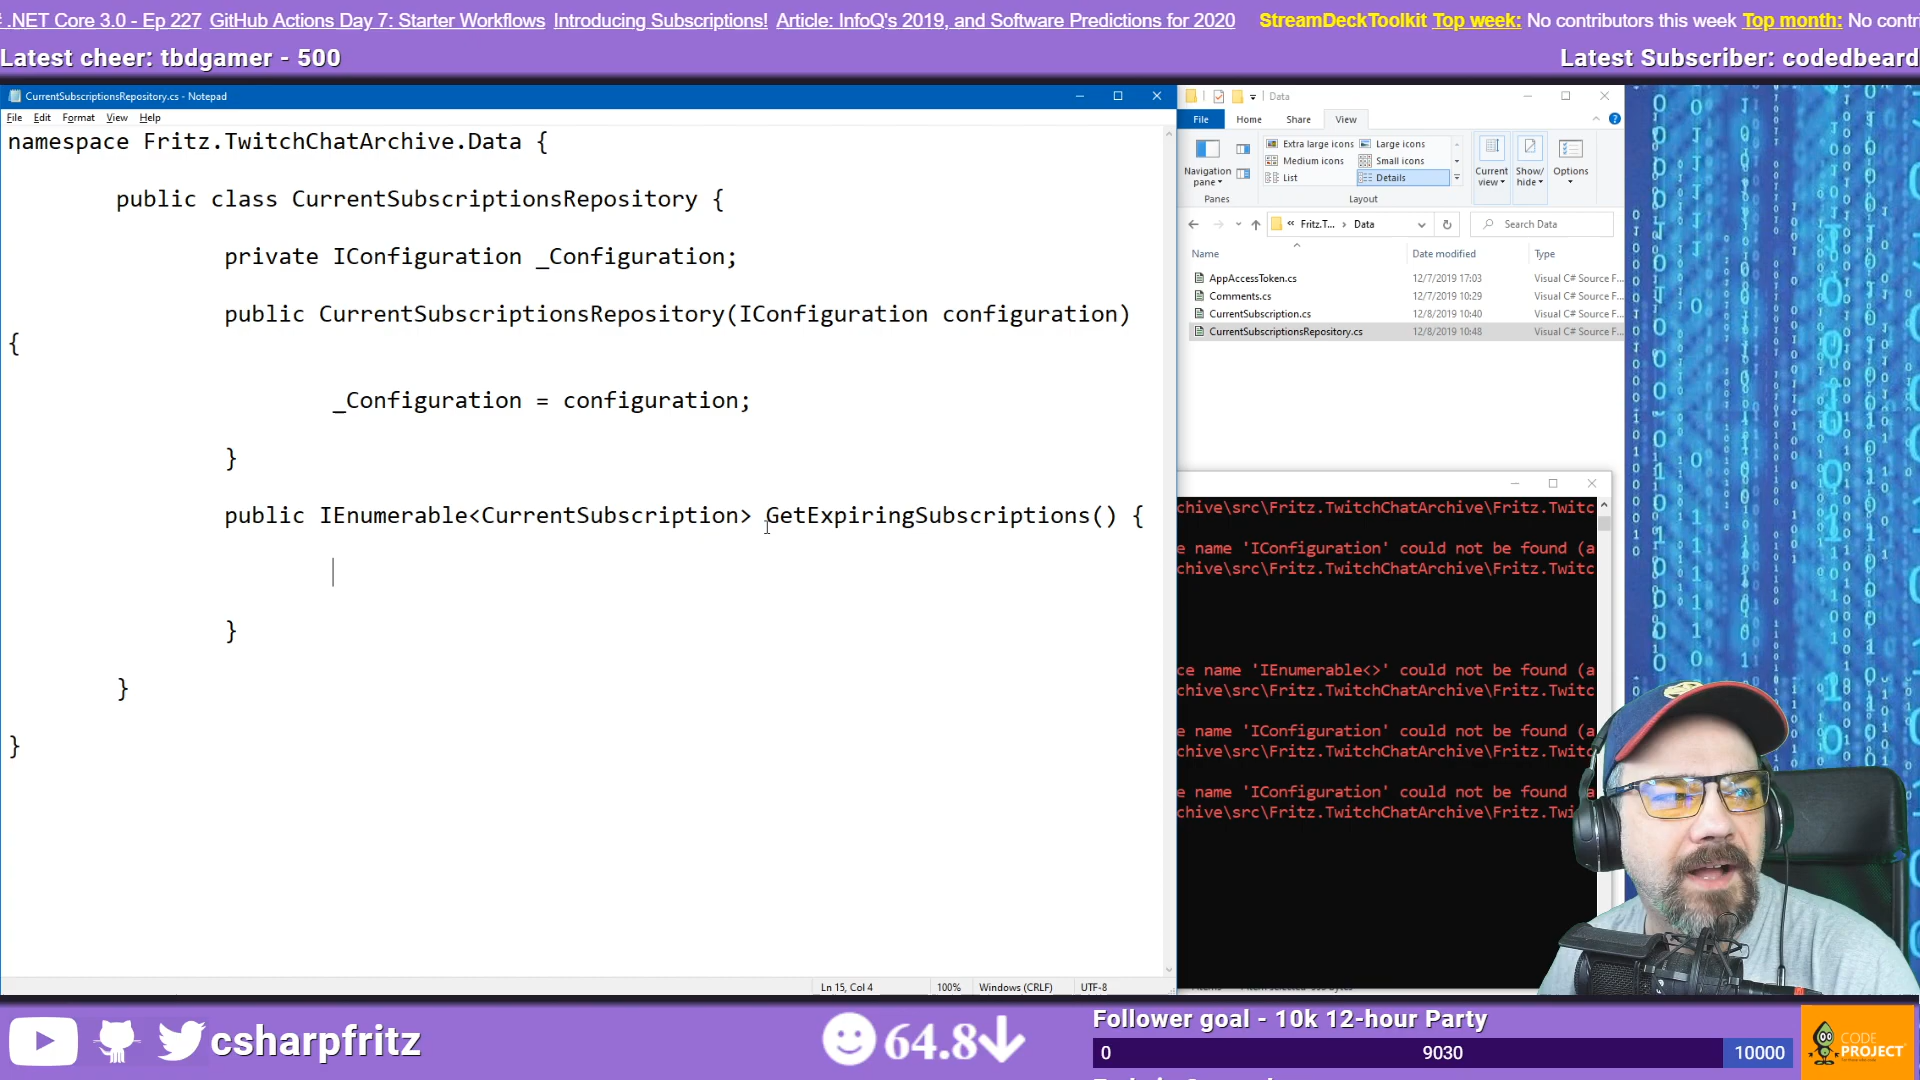 .NET Core 3.0 - Ep 227 GitHub Actions Day 7: Starter Workflows Introducing Subscriptions! Article: InfoQ's 2019, and Software Predictions for 2020 StreamDeckToolkit Top week: No contributors this week Top month: No contri
Latest cheer: tbdgamer - 500
Latest Subscriber: codedbeard
CurrentSubscriptionsRepository.cs - Notepad
File Edit Format View Help
namespace Fritz.TwitchChatArchive.Data {
public class CurrentSubscriptionsRepository {
private IConfiguration _Configuration;
public CurrentSubscriptionsRepository(IConfiguration configuration)
{
_Configuration = configuration;
}
public IEnumerable<CurrentSubscription> GetExpiringSubscriptions() {
}
}
}
Ln 15, Col 4 100% Windows (CRLF) UTF-8
Data
File Home Share View
Navigation pane
Panes
Extra large icons Large icons
Medium icons Small icons
List Details
Layout
Current view
Show/ hide
Options
« Fritz.T... › Data
Search Data
Name Date modified Type
AppAccessToken.cs 12/7/2019 17:03 Visual C# Source F...
Comments.cs 12/7/2019 10:29 Visual C# Source F...
CurrentSubscription.cs 12/8/2019 10:40 Visual C# Source F...
CurrentSubscriptionsRepository.cs 12/8/2019 10:48 Visual C# Source F...
chive\src\Fritz.TwitchChatArchive\Fritz.Twitc
e name 'IConfiguration' could not be found (a
chive\src\Fritz.TwitchChatArchive\Fritz.Twitc
ce name 'IEnumerable<>' could not be found (a
chive\src\Fritz.TwitchChatArchive\Fritz.Twitc
e name 'IConfiguration' could not be found (a
chive\src\Fritz.TwitchChatArchive\Fritz.Twitc
e name 'IConfiguration' could not be found (a
chive\src\Fritz.TwitchChatArchive\Fritz.Twi
csharpfritz
64.8
Follower goal - 10k 12-hour Party
0 9030 10000
CODE PROJECT